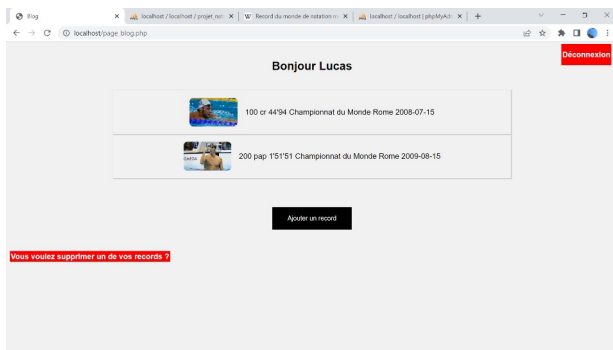 Blog
localhost / localhost / projet_nat
Record du monde de natation m
localhost / localhost | phpMyAd
localhost/page_blog.php
Déconnexion
Bonjour Lucas
100 cr 44'94 Championnat du Monde Rome 2008-07-15
200 pap 1'51'51 Championnat du Monde Rome 2009-08-15
Ajouter un record
Vous voulez supprimer un de vos records ?